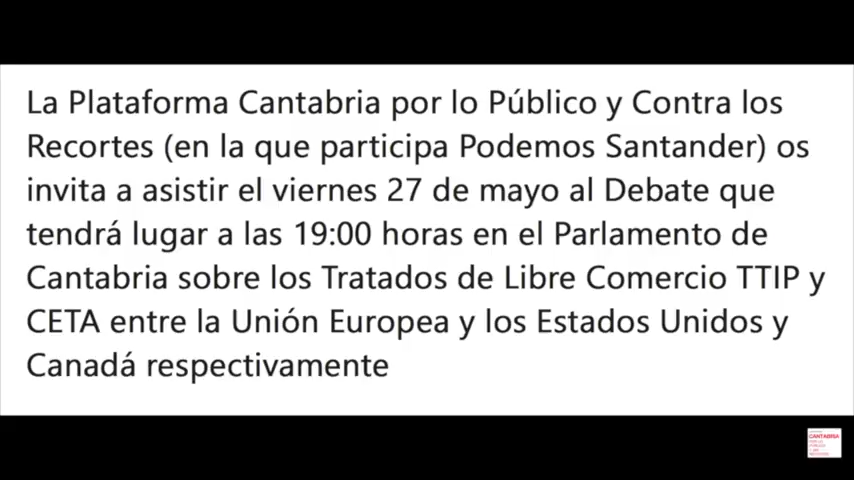 La Plataforma Cantabria por lo Público y Contra los
Recortes (en la que participa Podemos Santander) os
invita a asistir el viernes 27 de mayo al Debate que
tendrá lugar a las 19:00 horas en el Parlamento de
Cantabria sobre los Tratados de Libre Comercio TTIP y
CETA entre la Unión Europea y los Estados Unidos y
Canadá respectivamente
CANTABRIA